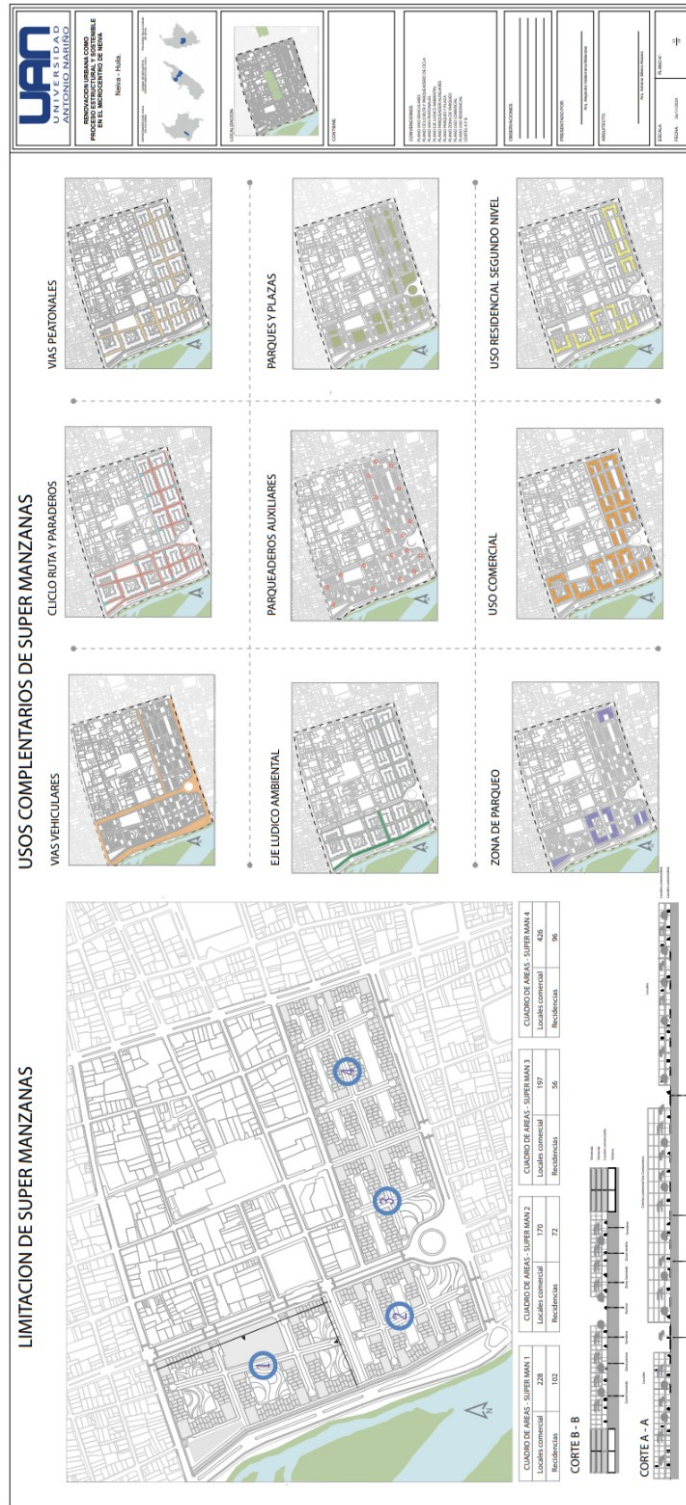 LIMITACION DE SUPER MANZANAS
1
2
3
4
CUADRO DE AREAS - SUPER MAN 1
Locales comercial 228
Recidencias 102
CUADRO DE AREAS - SUPER MAN 2
Locales comercial 170
Recidencias 72
CUADRO DE AREAS - SUPER MAN 3
Locales comercial 197
Recidencias 56
CUADRO DE AREAS - SUPER MAN 4
Locales comercial 426
Recidencias 96
CORTE B - B
CORTE A - A
USOS COMPLENTARIOS DE SUPER MANZANAS
VIAS VEHICULARES
CLICLO RUTA Y PARADEROS
VIAS PEATONALES
EJE LUDICO AMBIENTAL
PARQUEADEROS AUXILIARES
PARQUES Y PLAZAS
ZONA DE PARQUEO
USO COMERCIAL
USO RESIDENCIAL SEGUNDO NIVEL
UAN
UNIVERSIDAD
ANTONIO NARIÑO
RENOVACION URBANA COMO
PROCESO ESTRUCTURAL Y SOSTENIBLE
EN EL MICROCENTRO DE NEIVA
Neiva - Huila.
LOCALIZACION
CONTIENE:
CONVENCIONES:
OBSERVACIONES:
PRESENTADO POR:
ARQUITECTO:
ESCALA:
PLANO N°:
FECHA: